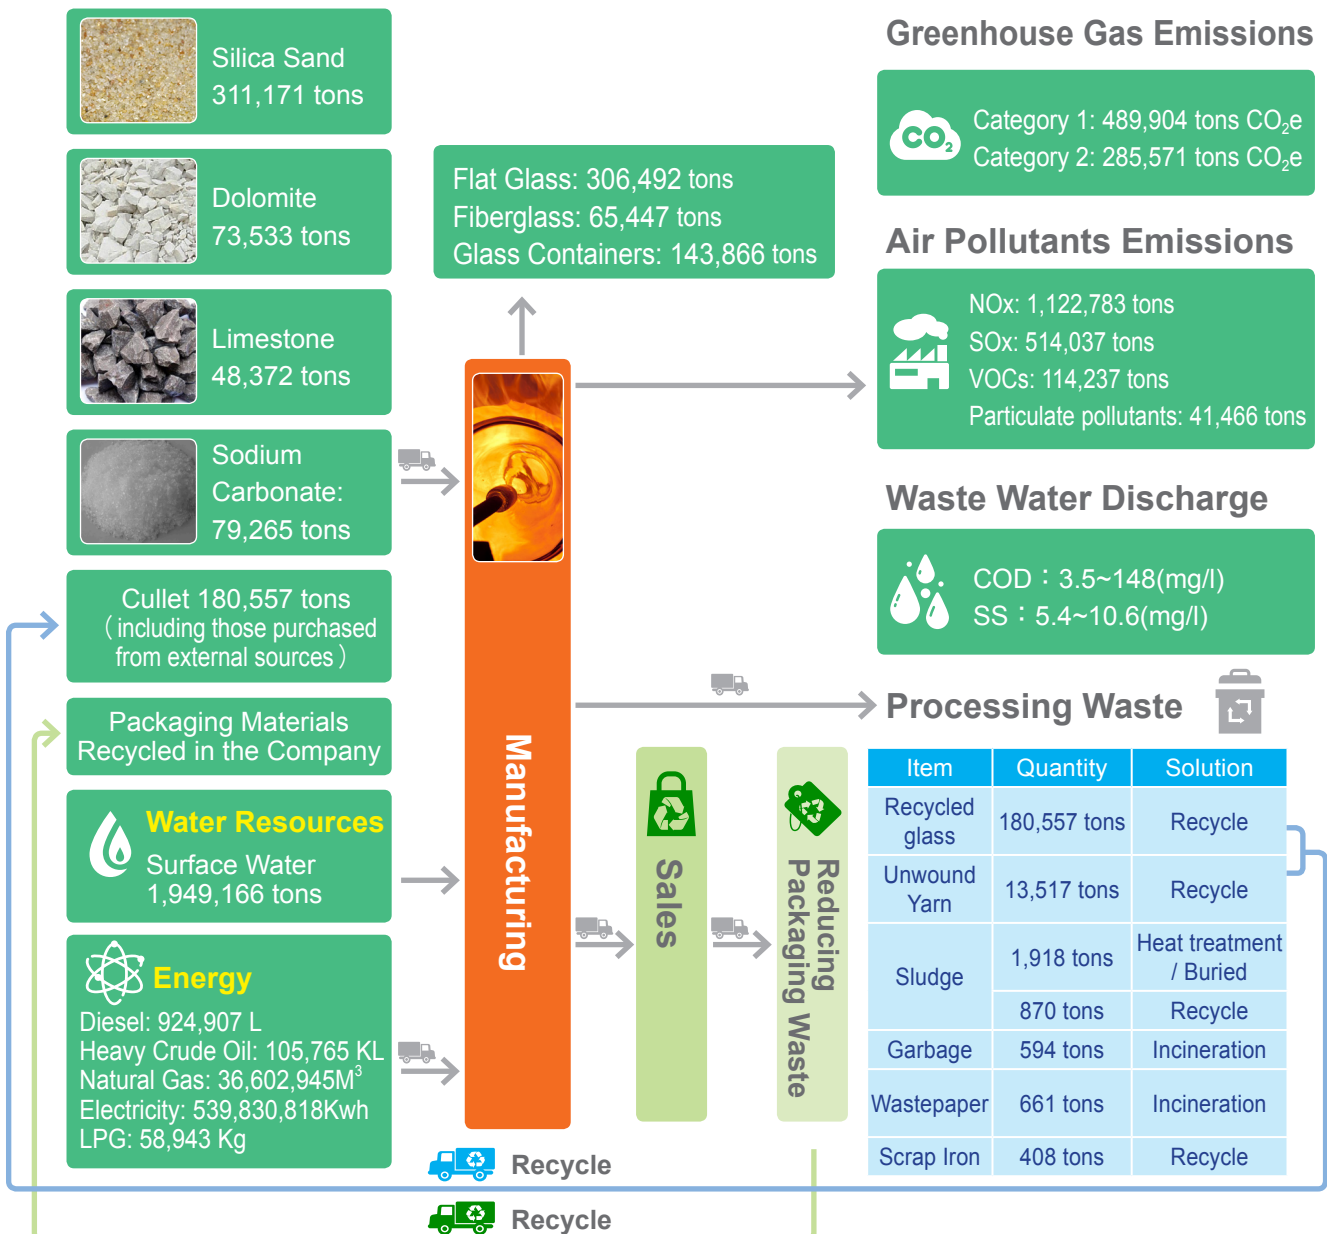 Silica Sand
311,171 tons
Dolomite
73,533 tons
Limestone
48,372 tons
Sodium
Carbonate:
79,265 tons
Cullet 180,557 tons
（including those purchased
from external sources）
Packaging Materials
Recycled in the Company
Water Resources
Surface Water
1,949,166 tons
Energy
Diesel: 924,907 L
Heavy Crude Oil: 105,765 KL
Natural Gas: 36,602,945M³
Electricity: 539,830,818Kwh
LPG: 58,943 Kg
Flat Glass: 306,492 tons
Fiberglass: 65,447 tons
Glass Containers: 143,866 tons
Manufacturing
Sales
Reducing
Packaging Waste
Recycle
Recycle
Greenhouse Gas Emissions
CO₂
Category 1: 489,904 tons CO₂e
Category 2: 285,571 tons CO₂e
Air Pollutants Emissions
NOx: 1,122,783 tons
SOx: 514,037 tons
VOCs: 114,237 tons
Particulate pollutants: 41,466 tons
Waste Water Discharge
COD：3.5~148(mg/l)
SS：5.4~10.6(mg/l)
Processing Waste
Item Quantity Solution
Recycled
glass 180,557 tons Recycle
Unwound
Yarn 13,517 tons Recycle
Sludge 1,918 tons Heat treatment
/ Buried
870 tons Recycle
Garbage 594 tons Incineration
Wastepaper 661 tons Incineration
Scrap Iron 408 tons Recycle